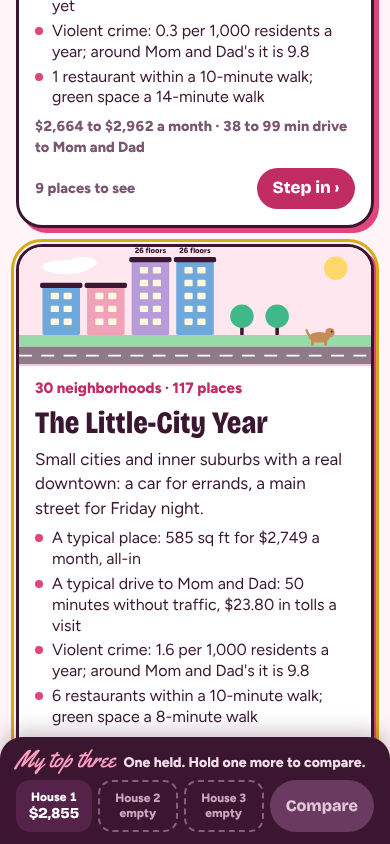 yet
Violent crime: 0.3 per 1,000 residents a
year; around Mom and Dad's it is 9.8
1 restaurant within a 10-minute walk;
green space a 14-minute walk
$2,664 to $2,962 a month · 38 to 99 min drive
to Mom and Dad
9 places to see
Step in ›
26 floors
26 floors
30 neighborhoods · 117 places
The Little-City Year
Small cities and inner suburbs with a real
downtown: a car for errands, a main
street for Friday night.
A typical place: 585 sq ft for $2,749 a
month, all-in
A typical drive to Mom and Dad: 50
minutes without traffic, $23.80 in tolls a
visit
Violent crime: 1.6 per 1,000 residents a
year; around Mom and Dad's it is 9.8
6 restaurants within a 10-minute walk;
green space a 8-minute walk
My top three One held. Hold one more to compare.
House 1
$2,855
House 2
empty
House 3
empty
Compare